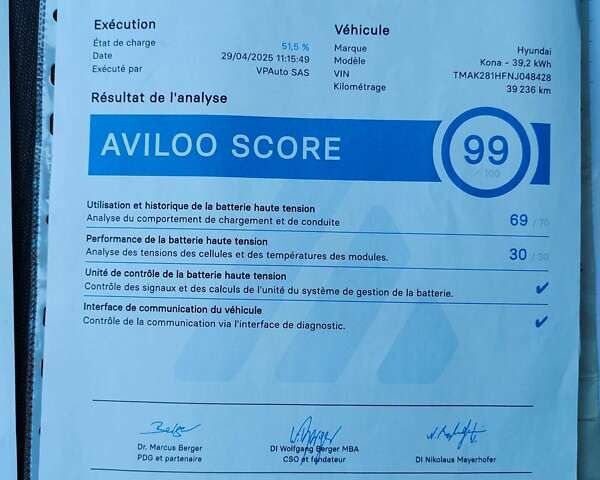 Exécution
État de charge 51,5 %
Date 29/04/2025 11:15:49
Exécuté par VPAuto SAS
Véhicule
Marque Hyundai
Modèle Kona - 39,2 kWh
VIN TMAK281HFNJ048428
Kilométrage 39 236 km
Résultat de l'analyse
AVILOO SCORE 99
/ 100
Utilisation et historique de la batterie haute tension
Analyse du comportement de chargement et de conduite 69 / 70
Performance de la batterie haute tension
Analyse des tensions des cellules et des températures des modules. 30 / 30
Unité de contrôle de la batterie haute tension
Contrôle des signaux et des calculs de l'unité du système de gestion de la batterie. ✓
Interface de communication du véhicule
Contrôle de la communication via l'interface de diagnostic. ✓
Dr. Marcus Berger
PDG et partenaire
DI Wolfgang Berger MBA
CSO et fondateur
DI Nikolaus Mayerhofer